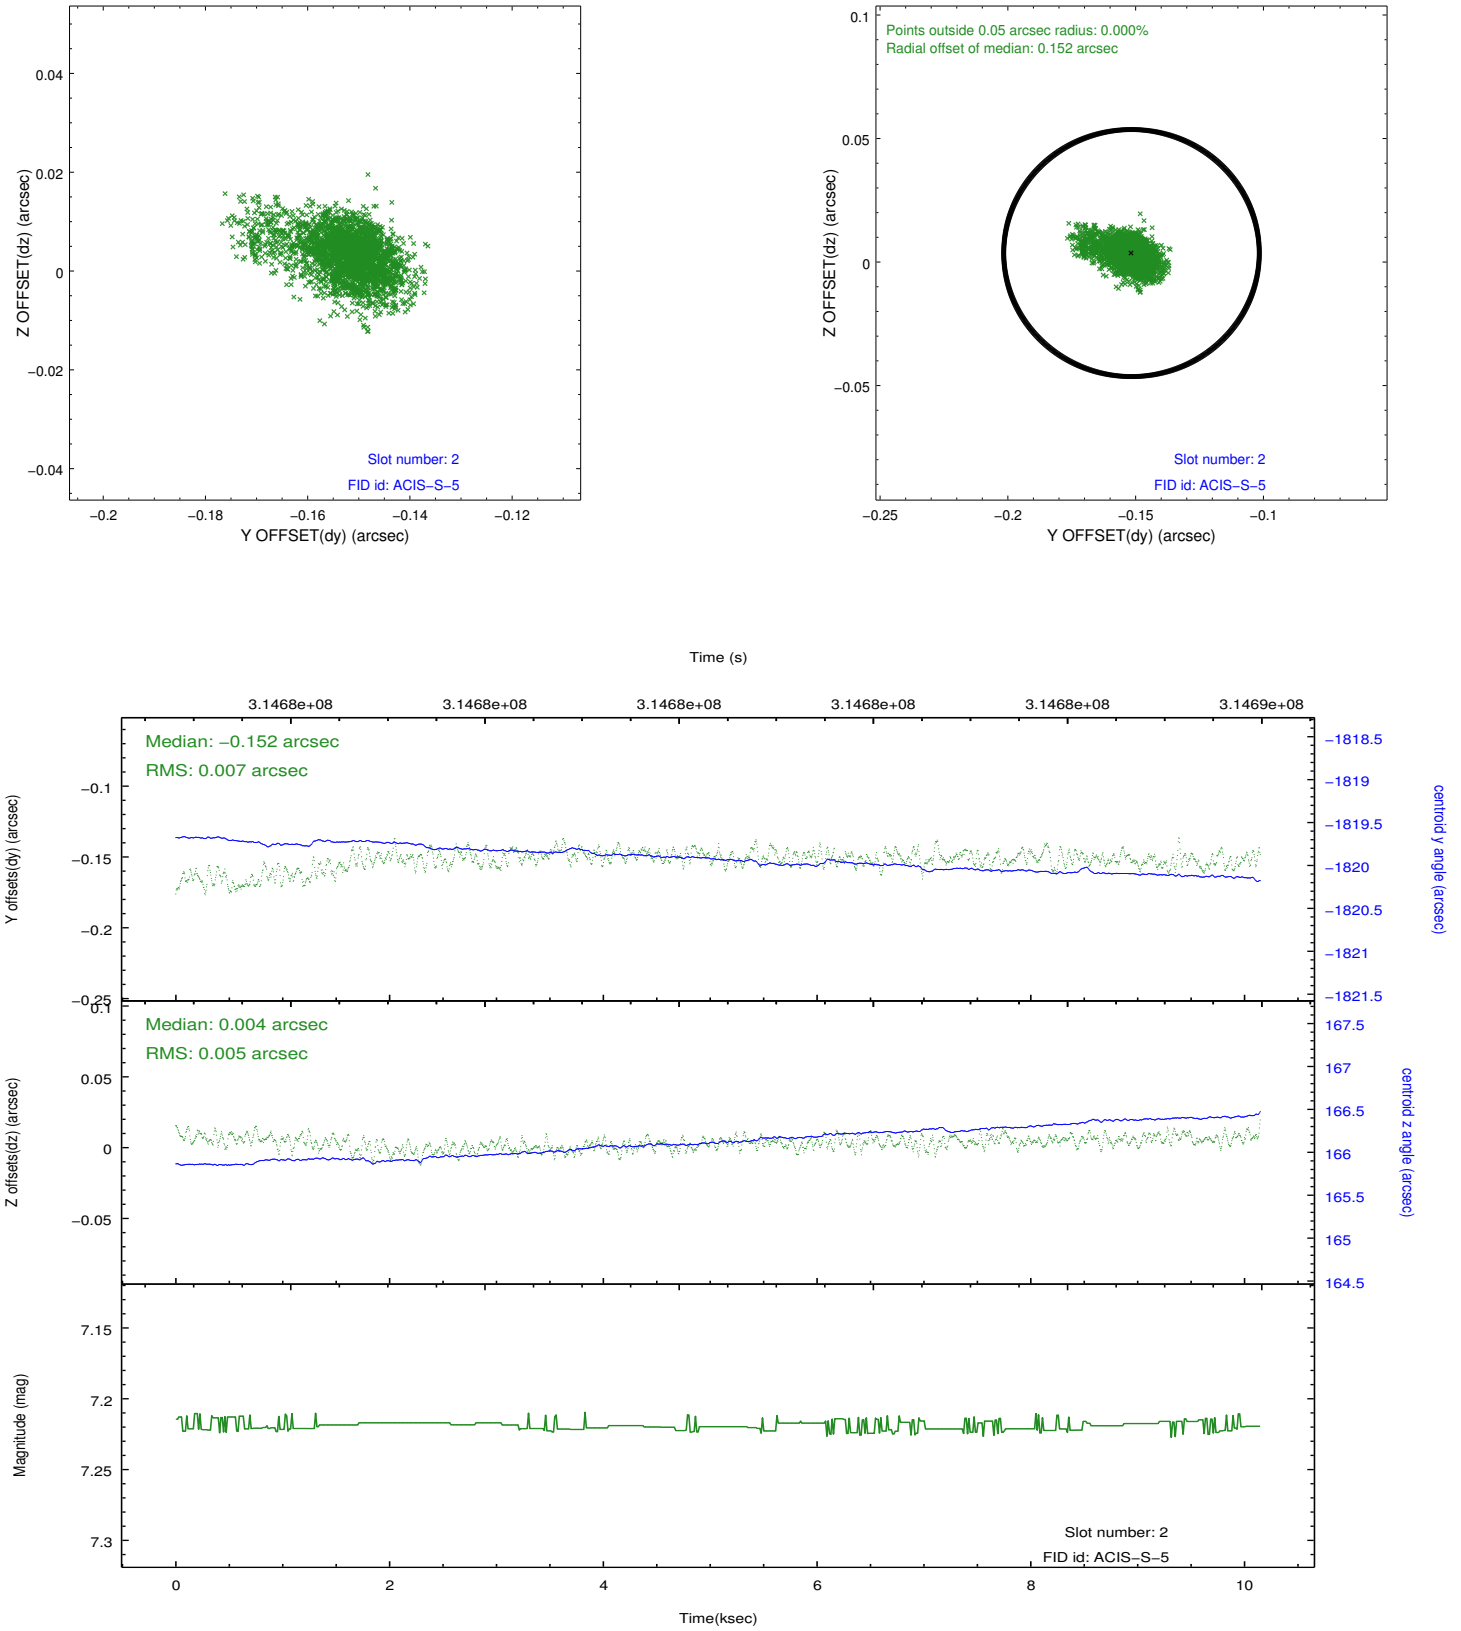 0.04
0.02
0
−0.02
−0.04
Z OFFSET(dz) (arcsec)
Slot number: 2
FID id: ACIS−S−5
−0.2
−0.18
−0.16
−0.14
−0.12
Y OFFSET(dy) (arcsec)
Points outside 0.05 arcsec radius: 0.000%
Radial offset of median: 0.152 arcsec
0.1
0.05
0
−0.05
Z OFFSET(dz) (arcsec)
Slot number: 2
FID id: ACIS−S−5
−0.25
−0.2
−0.15
−0.1
Y OFFSET(dy) (arcsec)
Time (s)
3.1468e+08
3.1468e+08
3.1468e+08
3.1468e+08
3.1468e+08
3.1469e+08
Median: −0.152 arcsec
RMS: 0.007 arcsec
−0.1
−0.15
−0.2
−0.25
Y offsets(dy) (arcsec)
−1818.5
−1819
−1819.5
−1820
−1820.5
−1821
−1821.5
centroid y angle (arcsec)
Median: 0.004 arcsec
RMS: 0.005 arcsec
0.1
0.05
0
−0.05
Z offsets(dz) (arcsec)
167.5
167
166.5
166
165.5
165
164.5
centroid z angle (arcsec)
7.15
7.2
7.25
7.3
Magnitude (mag)
Slot number: 2
FID id: ACIS−S−5
0
2
4
6
8
10
Time(ksec)